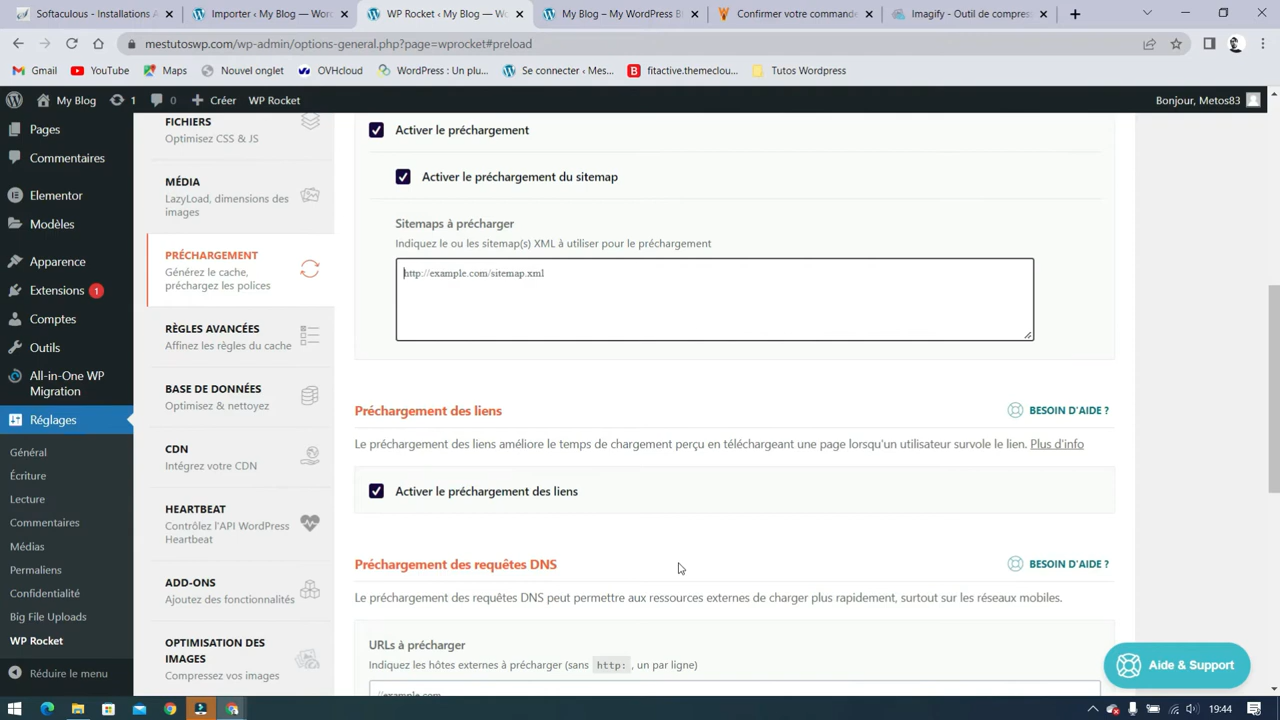 Softaculous - Installations A
Importer ‹ My Blog — WordPre
WP Rocket ‹ My Blog — WordP
My Blog – My WordPress Bl
Confirmer votre commande
Imagify - Outil de compress
mestutoswp.com/wp-admin/options-general.php?page=wprocket#preload
Gmail
YouTube
Maps
Nouvel onglet
OVHcloud
WordPress : Un plu...
Se connecter ‹ Mes...
fitactive.themeclou...
Tutos Wordpress
My Blog
1
0
Créer
WP Rocket
Bonjour, Metos83
Pages
Commentaires
Elementor
Modèles
Apparence
Extensions 1
Comptes
Outils
All-in-One WP
Migration
Réglages
Général
Écriture
Lecture
Commentaires
Médias
Permaliens
Confidentialité
Big File Uploads
WP Rocket
Réduire le menu
FICHIERS
Optimisez CSS & JS
MÉDIA
LazyLoad, dimensions des
images
PRÉCHARGEMENT
Générez le cache,
préchargez les polices
RÈGLES AVANCÉES
Affinez les règles du cache
BASE DE DONNÉES
Optimisez & nettoyez
CDN
Intégrez votre CDN
HEARTBEAT
Contrôlez l'API WordPress
Heartbeat
ADD-ONS
Ajoutez des fonctionnalités
OPTIMISATION DES
IMAGES
Compressez vos images
Activer le préchargement
Activer le préchargement du sitemap
Sitemaps à précharger
Indiquez le ou les sitemap(s) XML à utiliser pour le préchargement
http://example.com/sitemap.xml
Préchargement des liens
BESOIN D'AIDE ?
Le préchargement des liens améliore le temps de chargement perçu en téléchargeant une page lorsqu'un utilisateur survole le lien. Plus d'info
Activer le préchargement des liens
Préchargement des requêtes DNS
BESOIN D'AIDE ?
Le préchargement des requêtes DNS peut permettre aux ressources externes de charger plus rapidement, surtout sur les réseaux mobiles.
URLs à précharger
Indiquez les hôtes externes à précharger (sans http: , un par ligne)
//example.com
Aide & Support
19:44